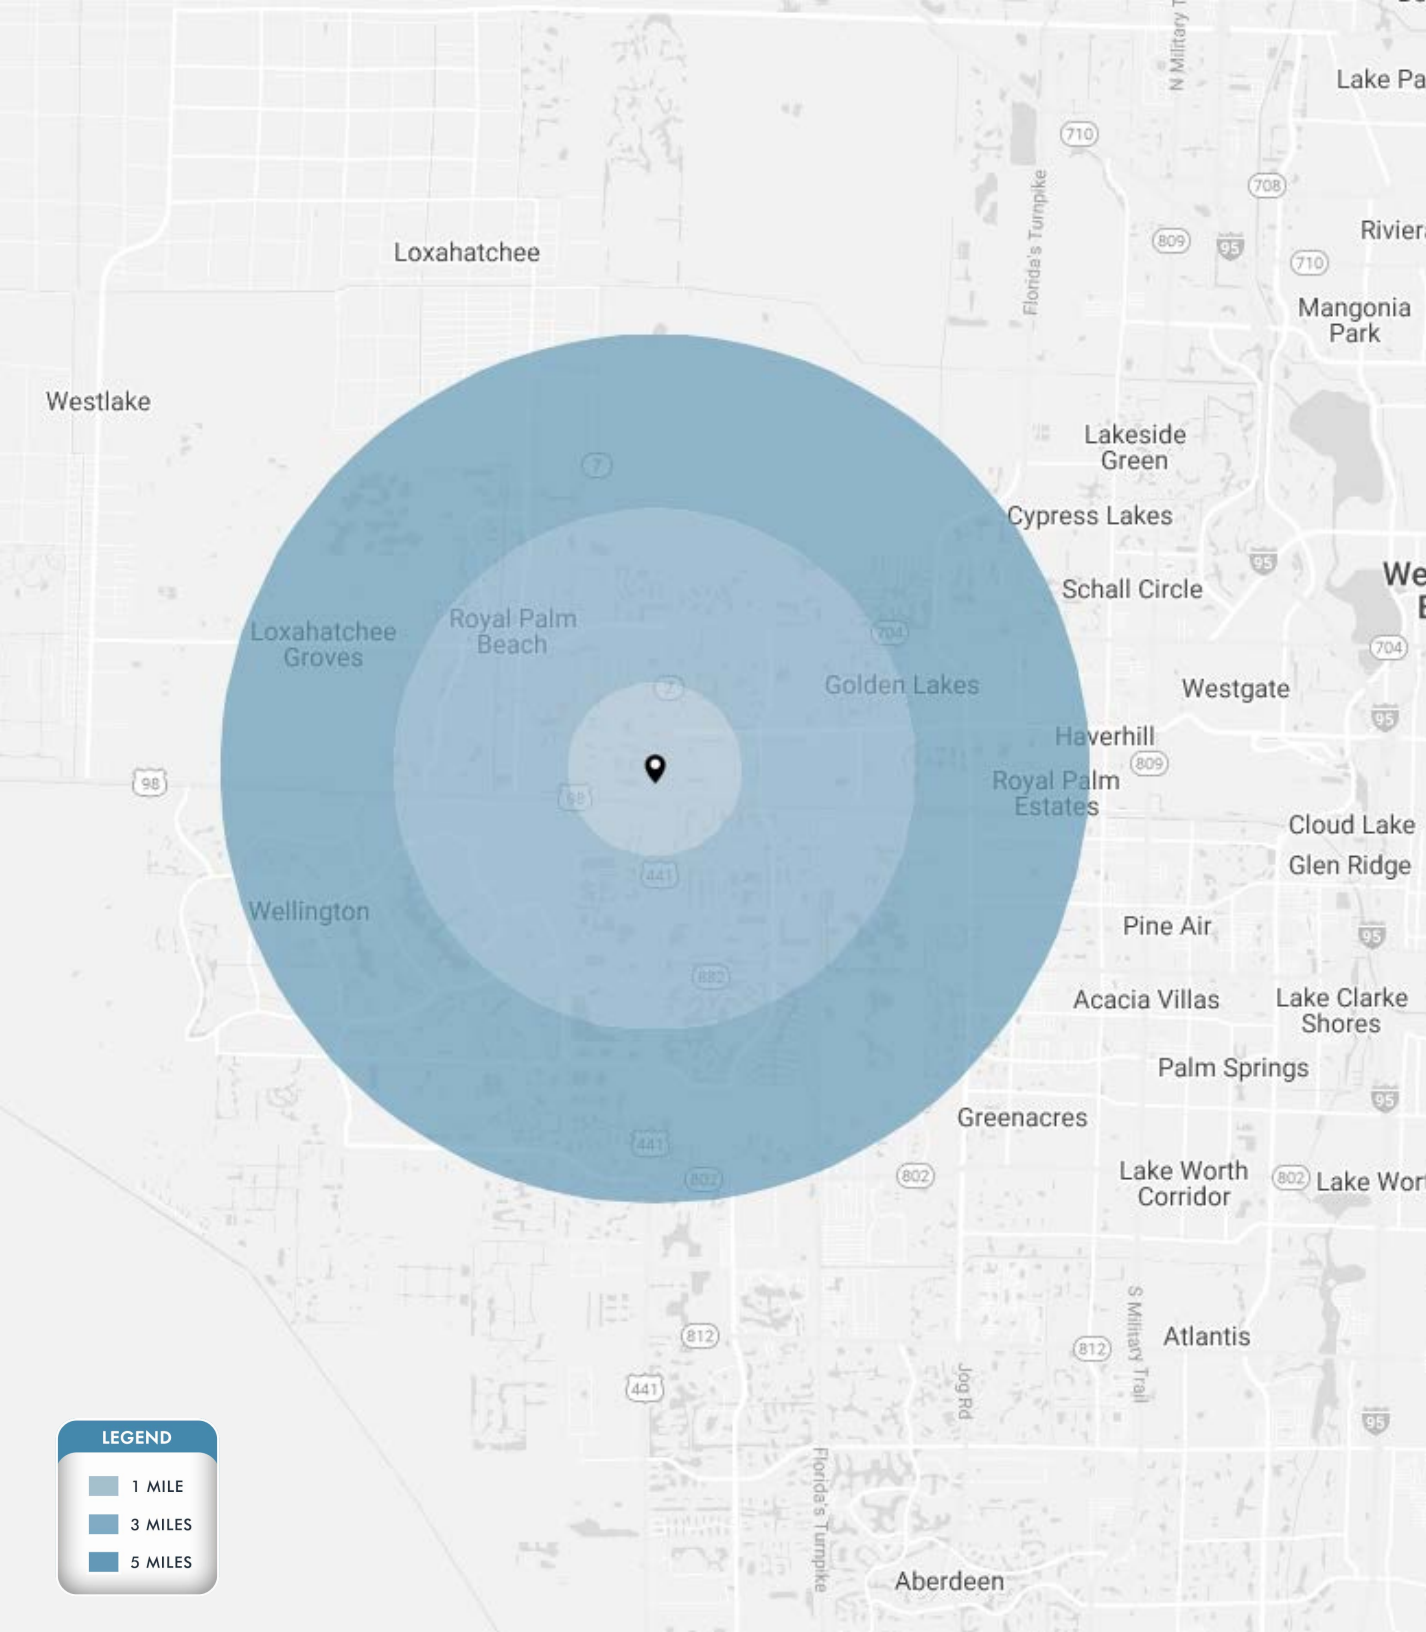 N Military T
Lake Pa
710
708
Florida's Turnpike
Rivier
809
95
Loxahatchee
710
Mangonia
Park
Westlake
Lakeside
Green
7
Cypress Lakes
95
We
Schall Circle
Royal Palm
Beach
Loxahatchee
Groves
704
704
7
Golden Lakes
Westgate
95
Haverhill
809
98
98
Royal Palm
Estates
Cloud Lake
Glen Ridge
441
Wellington
Pine Air
95
882
Acacia Villas
Lake Clarke
Shores
Palm Springs
95
Greenacres
441
802
802
Lake Worth
Corridor
802
Lake Wor
812
S Military Trail
Atlantis
812
441
Jog Rd
95
Florida's Turnpike
Aberdeen
LEGEND
1 MILE
3 MILES
5 MILES